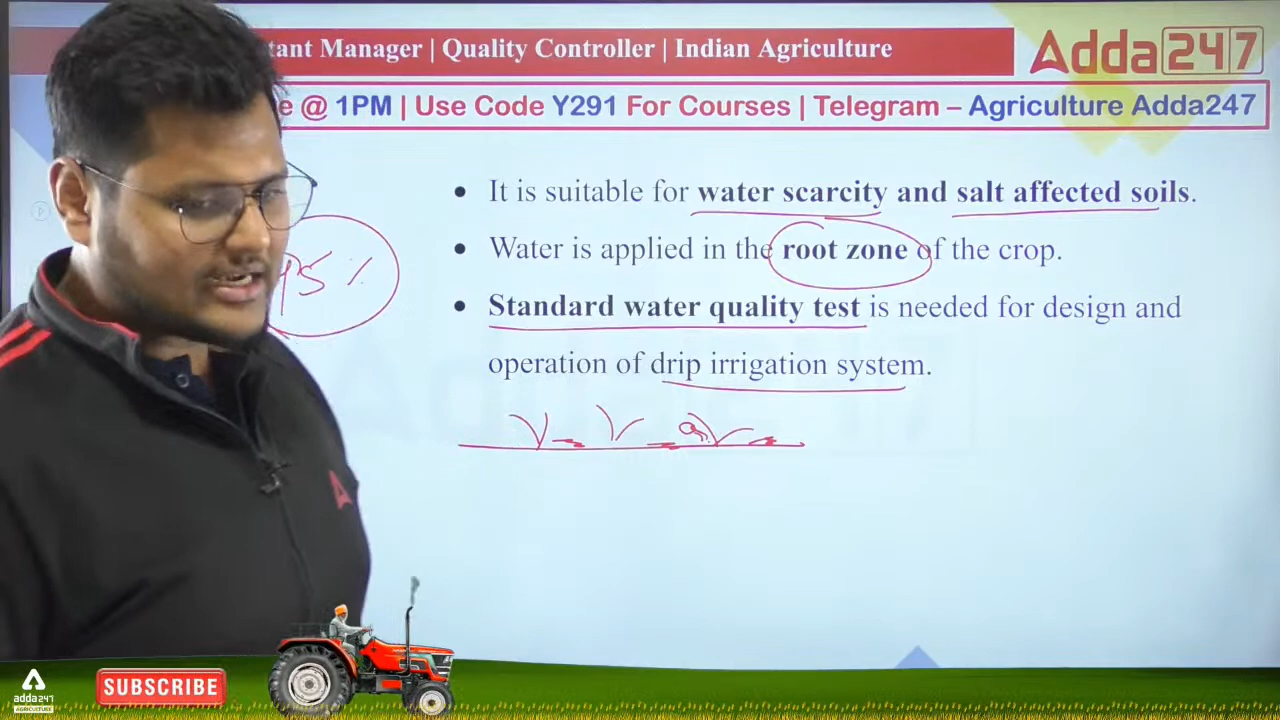 tant Manager | Quality Controller | Indian Agriculture
Adda247
e @ 1PM | Use Code Y291 For Courses | Telegram – Agriculture Adda247
• It is suitable for water scarcity and salt affected soils.
• Water is applied in the root zone of the crop.
95%
• Standard water quality test is needed for design and
operation of drip irrigation system.
adda247
AGRICULTURE
SUBSCRIBE